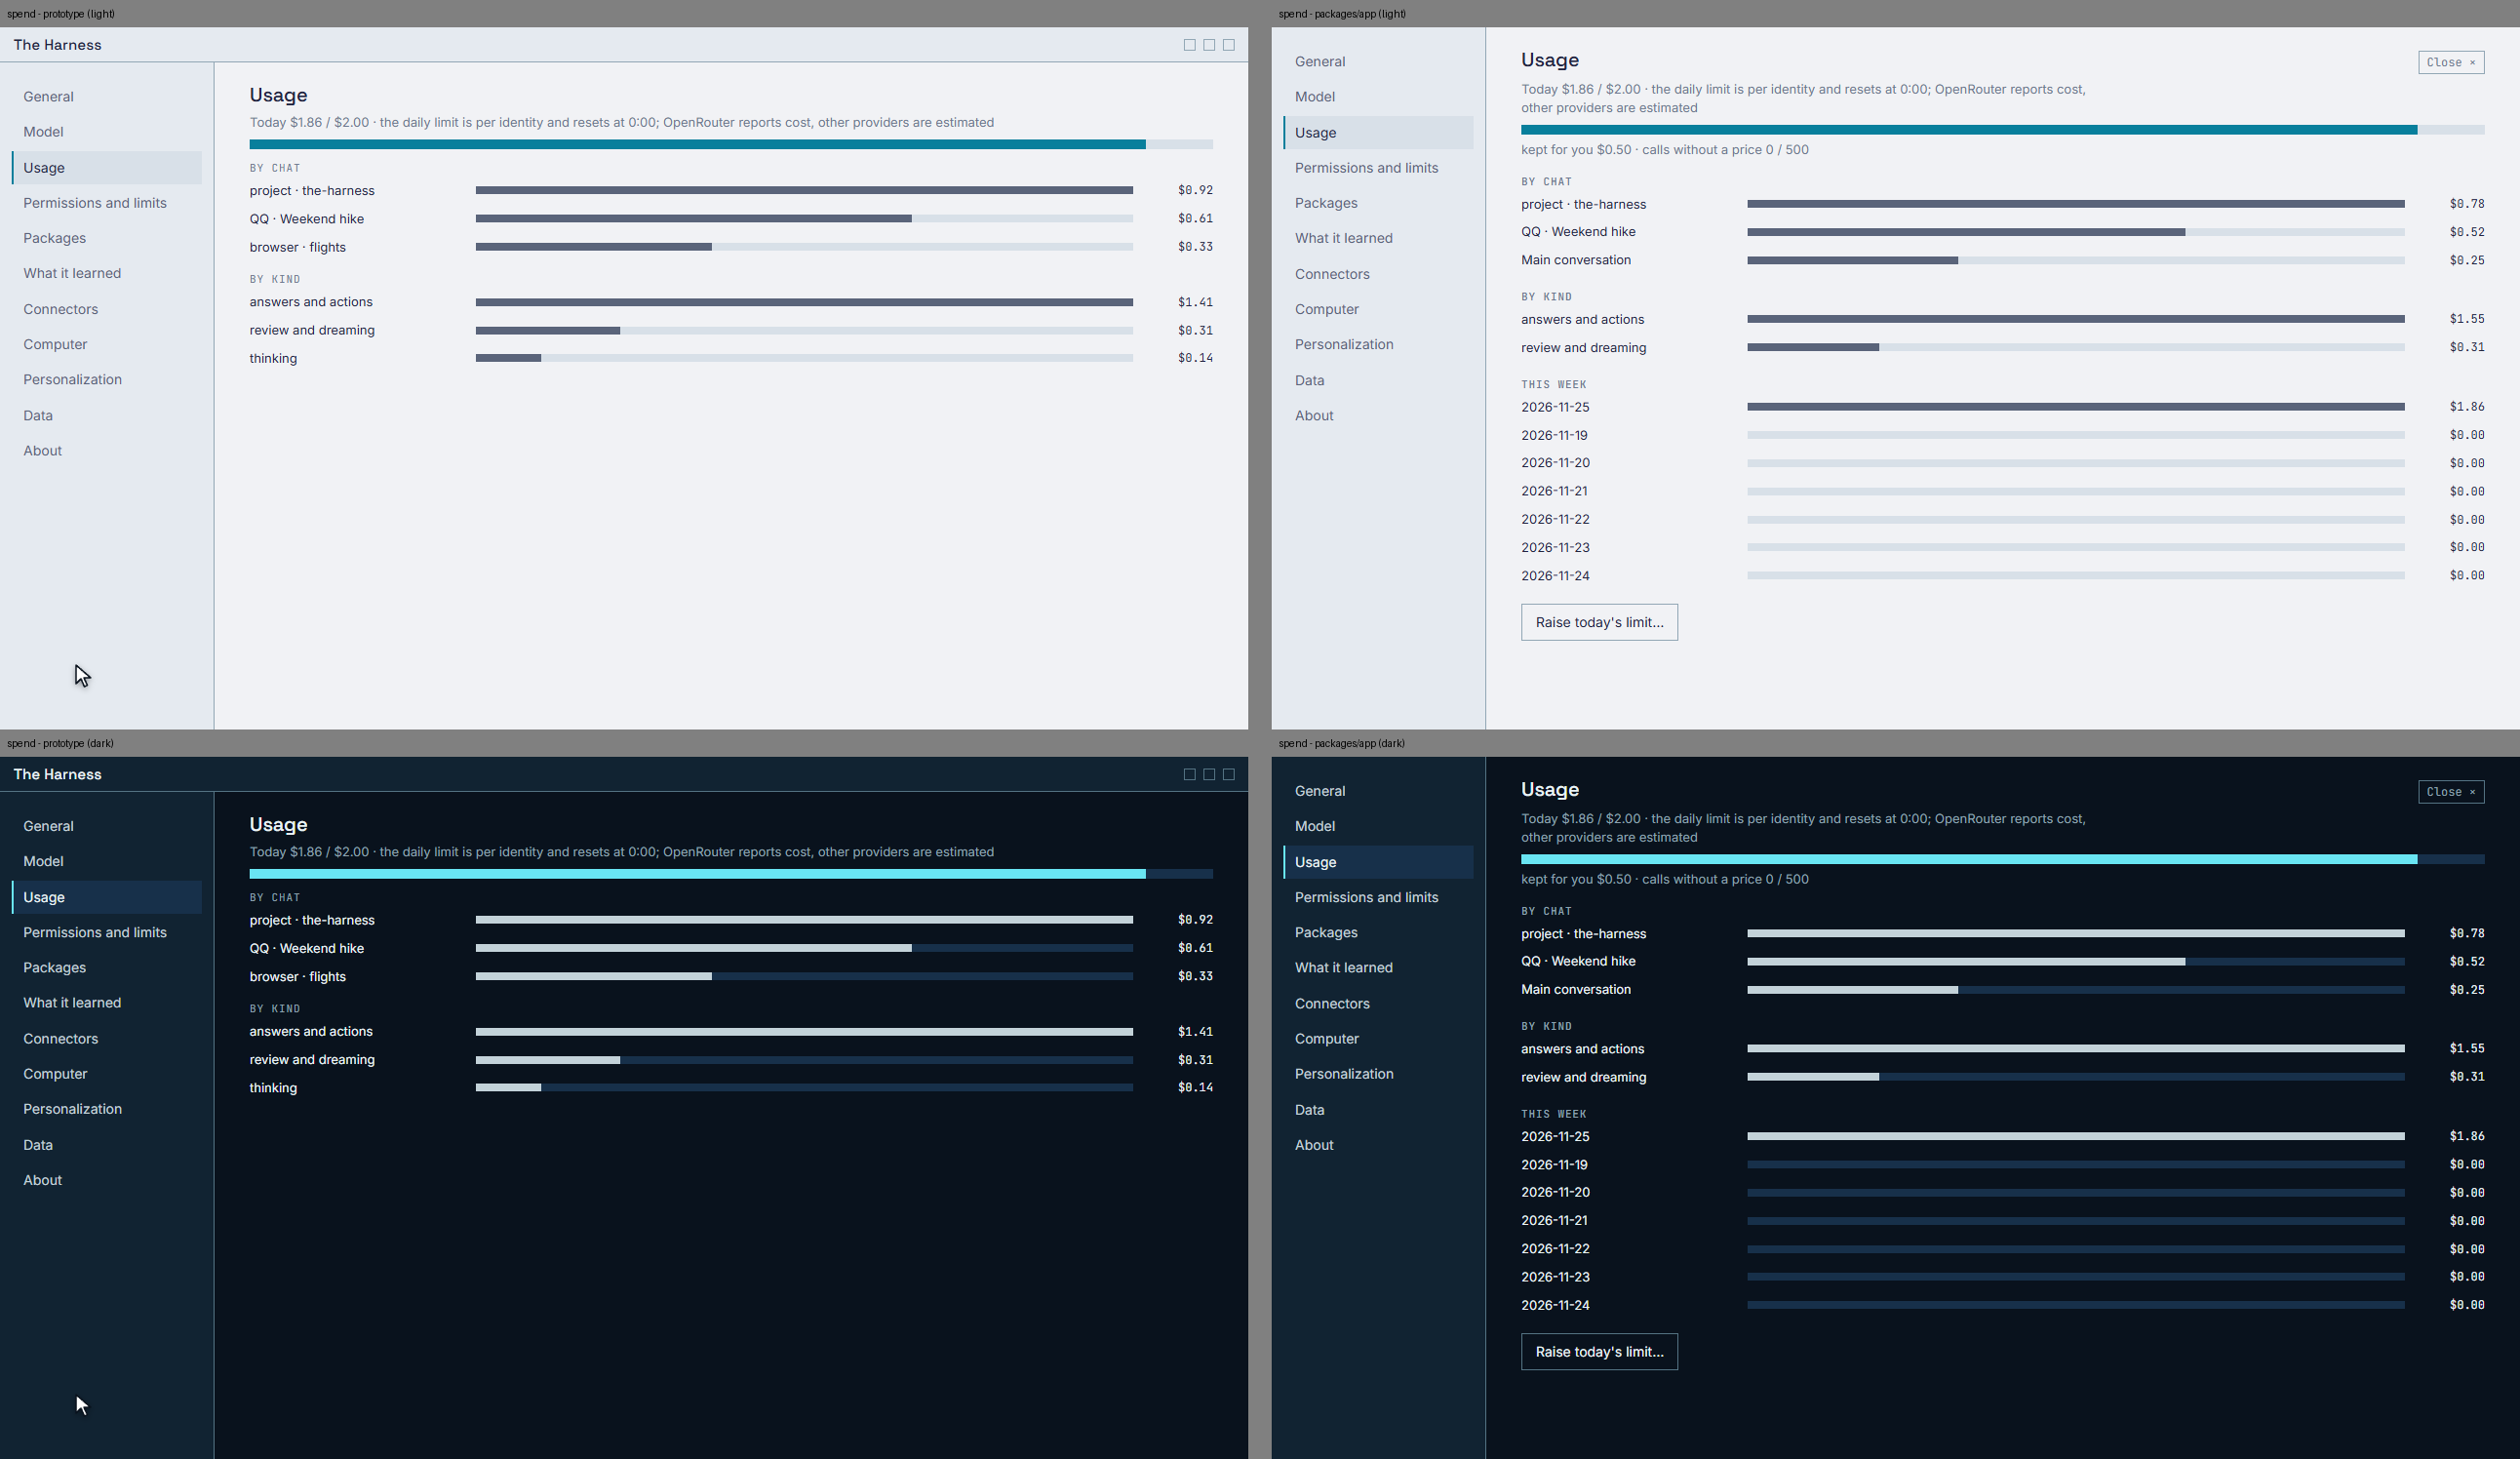 spend - prototype (light)
The Harness
General
Model
Usage
Permissions and limits
Packages
What it learned
Connectors
Computer
Personalization
Data
About
Usage
Today $1.86 / $2.00 · the daily limit is per identity and resets at 0:00; OpenRouter reports cost, other providers are estimated
BY CHAT
project · the-harness $0.92
QQ · Weekend hike $0.61
browser · flights $0.33
BY KIND
answers and actions $1.41
review and dreaming $0.31
thinking $0.14
spend - packages/app (light)
General
Model
Usage
Permissions and limits
Packages
What it learned
Connectors
Computer
Personalization
Data
About
Usage
Close ×
Today $1.86 / $2.00 · the daily limit is per identity and resets at 0:00; OpenRouter reports cost,
other providers are estimated
kept for you $0.50 · calls without a price 0 / 500
BY CHAT
project · the-harness $0.78
QQ · Weekend hike $0.52
Main conversation $0.25
BY KIND
answers and actions $1.55
review and dreaming $0.31
THIS WEEK
2026-11-25 $1.86
2026-11-19 $0.00
2026-11-20 $0.00
2026-11-21 $0.00
2026-11-22 $0.00
2026-11-23 $0.00
2026-11-24 $0.00
Raise today's limit...
spend - prototype (dark)
The Harness
General
Model
Usage
Permissions and limits
Packages
What it learned
Connectors
Computer
Personalization
Data
About
Usage
Today $1.86 / $2.00 · the daily limit is per identity and resets at 0:00; OpenRouter reports cost, other providers are estimated
BY CHAT
project · the-harness $0.92
QQ · Weekend hike $0.61
browser · flights $0.33
BY KIND
answers and actions $1.41
review and dreaming $0.31
thinking $0.14
spend - packages/app (dark)
General
Model
Usage
Permissions and limits
Packages
What it learned
Connectors
Computer
Personalization
Data
About
Usage
Close ×
Today $1.86 / $2.00 · the daily limit is per identity and resets at 0:00; OpenRouter reports cost,
other providers are estimated
kept for you $0.50 · calls without a price 0 / 500
BY CHAT
project · the-harness $0.78
QQ · Weekend hike $0.52
Main conversation $0.25
BY KIND
answers and actions $1.55
review and dreaming $0.31
THIS WEEK
2026-11-25 $1.86
2026-11-19 $0.00
2026-11-20 $0.00
2026-11-21 $0.00
2026-11-22 $0.00
2026-11-23 $0.00
2026-11-24 $0.00
Raise today's limit...